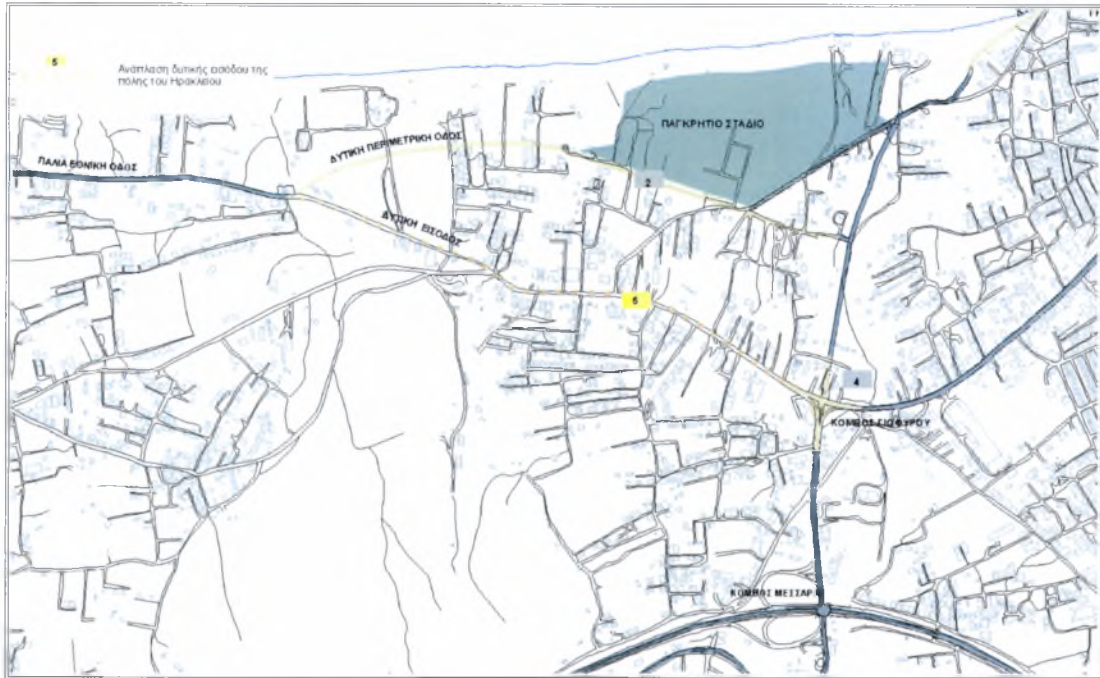 5
Ανάπλαση δυτικής εισόδου της
πόλης του Ηρακλείου
ΠΑΓΚΡΗΤΙΟ ΣΤΑΔΙΟ
ΔΥΤΙΚΗ ΠΕΡΙΜΕΤΡΙΚΗ ΟΔΟΣ
ΠΑΛΙΑ ΕΘΝΙΚΗ ΟΔΟΣ
2
ΔΥΤΙΚΗ ΕΙΣΟΔΟΣ
5
4
ΚΟΜΒΟΣ ΓΙΟΦΥΡΟΥ
ΚΟΜΒΟΣ ΜΕΣΣΑΡΑ